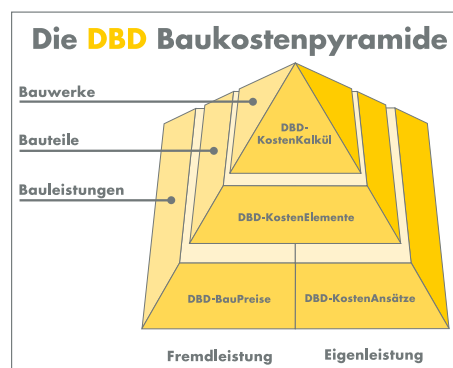 Die DBD Baukostenpyramide
Bauwerke
DBD-
KostenKalkül
Bauteile
Bauleistungen
DBD-KostenElemente
DBD-BauPreise
DBD-KostenAnsätze
Fremdleistung
Eigenleistung